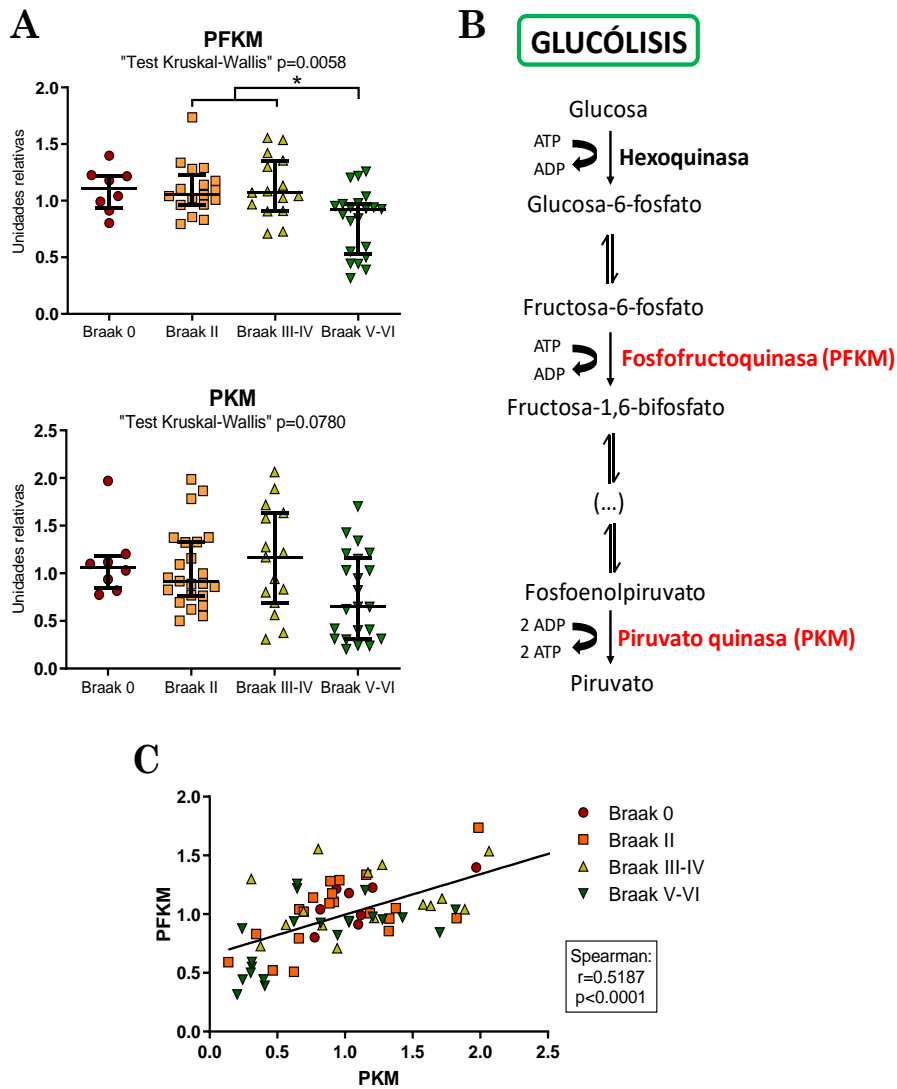 A
PFKM
"Test Kruskal-Wallis" p=0.0058
*
Unidades relativas
2.0
1.5
1.0
0.5
0.0
Braak 0
Braak II
Braak III-IV
Braak V-VI
PKM
"Test Kruskal-Wallis" p=0.0780
Unidades relativas
2.5
2.0
1.5
1.0
0.5
0.0
Braak 0
Braak II
Braak III-IV
Braak V-VI
B
GLUCÓLISIS
Glucosa
ATP
ADP
Hexoquinasa
Glucosa-6-fosfato
Fructosa-6-fosfato
ATP
ADP
Fosfofructoquinasa (PFKM)
Fructosa-1,6-bifosfato
(...)
Fosfoenolpiruvato
2 ADP
2 ATP
Piruvato quinasa (PKM)
Piruvato
C
PFKM
2.0
1.5
1.0
0.5
0.0
0.0
0.5
1.0
1.5
2.0
2.5
PKM
Braak 0
Braak II
Braak III-IV
Braak V-VI
Spearman:
r=0.5187
p<0.0001